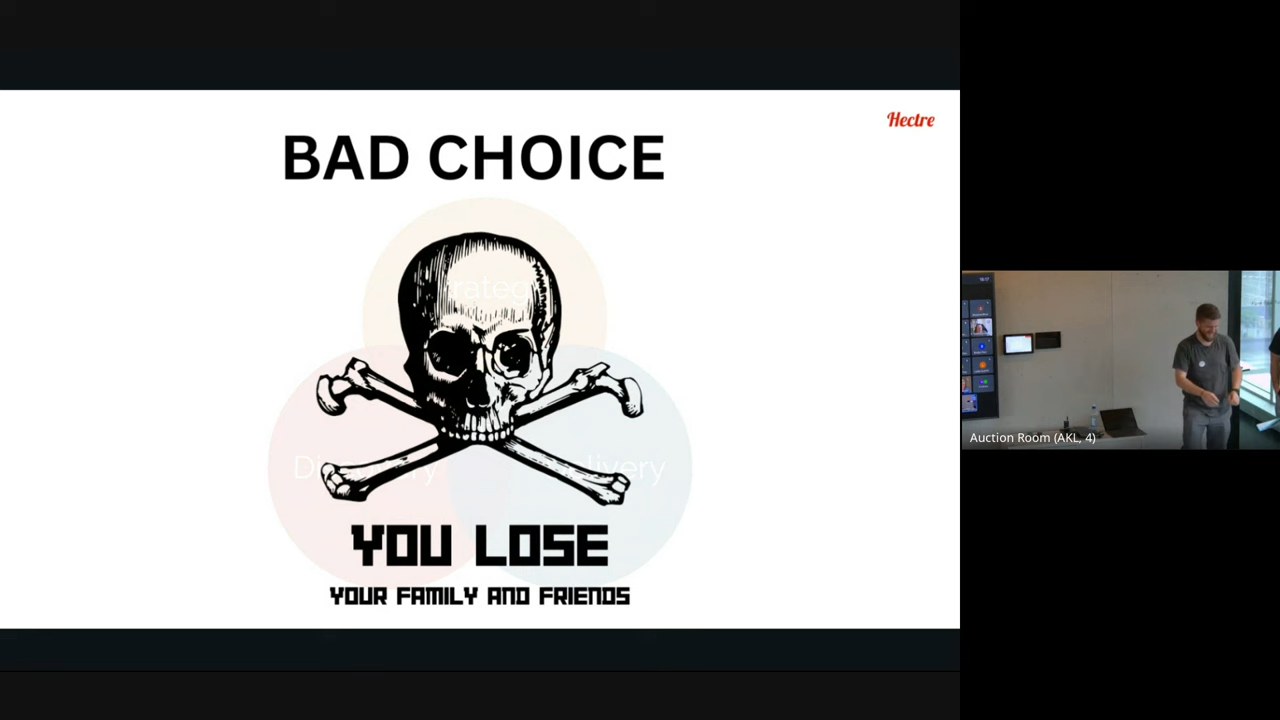 Hectre
BAD CHOICE
YOU LOSE
YOUR FAMILY AND FRIENDS
Auction Room (AKL, 4)